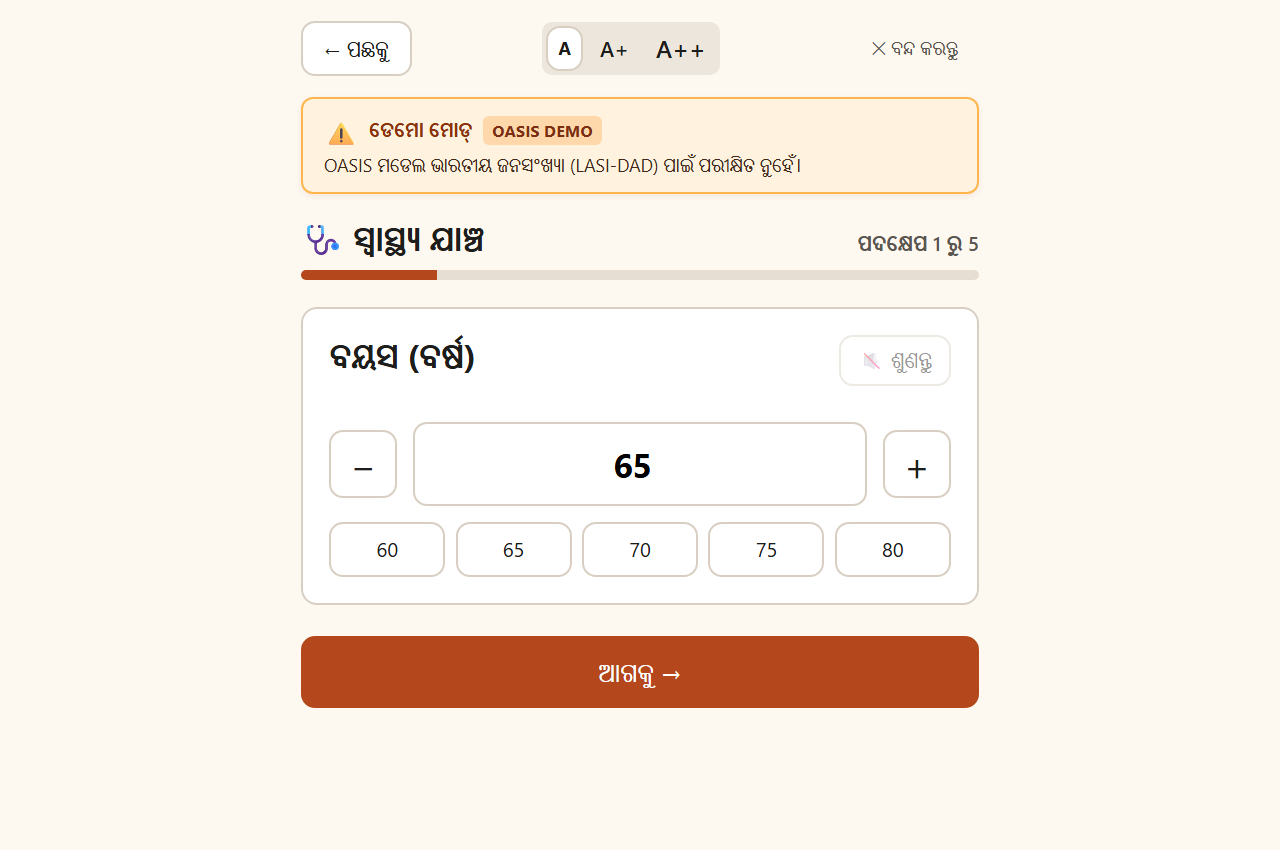 ← ପଛକୁ
A A+ A++
× ବନ୍ଦ କରନ୍ତୁ
ଡେମୋ ମୋଡ୍ OASIS DEMO
OASIS ମଡେଲ ଭାରତୀୟ ଜନସଂଖ୍ୟା (LASI-DAD) ପାଇଁ ପରୀକ୍ଷିତ ନୁହେଁ।
ସ୍ୱାସ୍ଥ୍ୟ ଯାଞ୍ଚ
ପଦକ୍ଷେପ 1 ରୁ 5
ବୟସ (ବର୍ଷ)
ଶୁଣନ୍ତୁ
− 65 +
60 65 70 75 80
ଆଗକୁ →